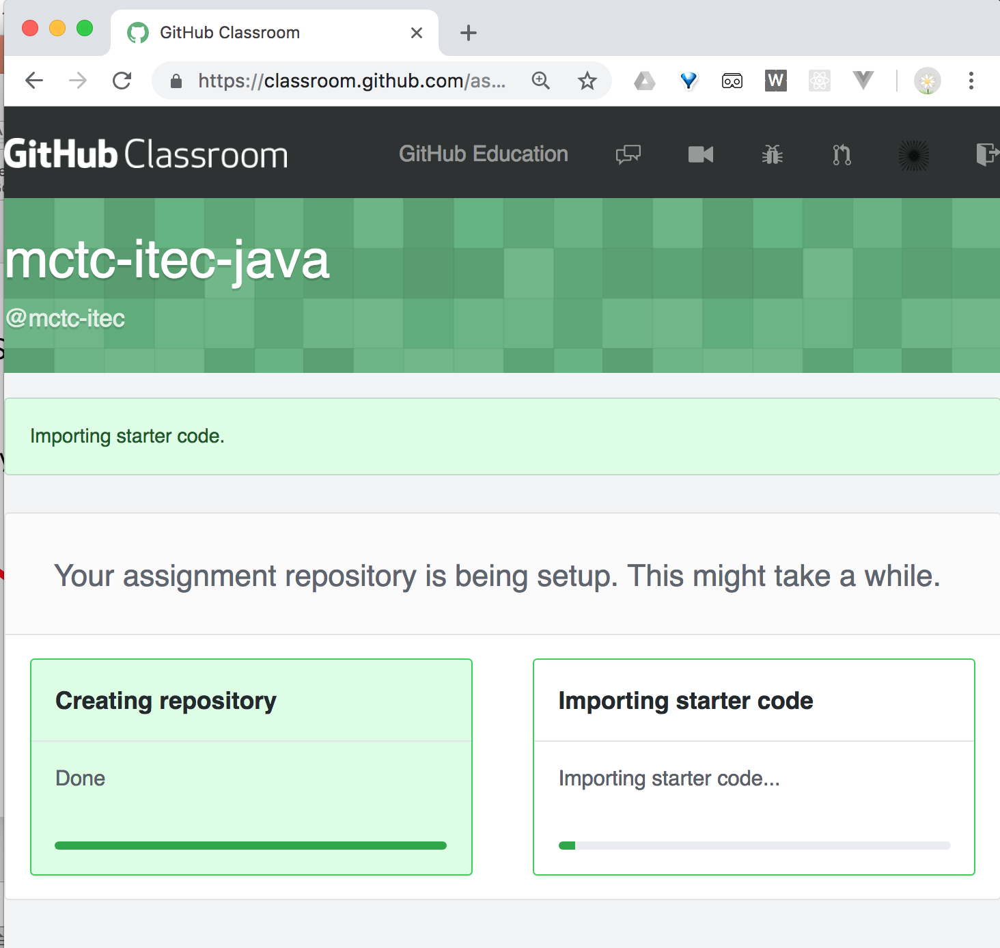 GitHub Classroom
https://classroom.github.com/as...
W
GitHub Classroom
GitHub Education
mctc-itec-java
@mctc-itec
Importing starter code.
Your assignment repository is being setup. This might take a while.
Creating repository
Done
Importing starter code
Importing starter code...